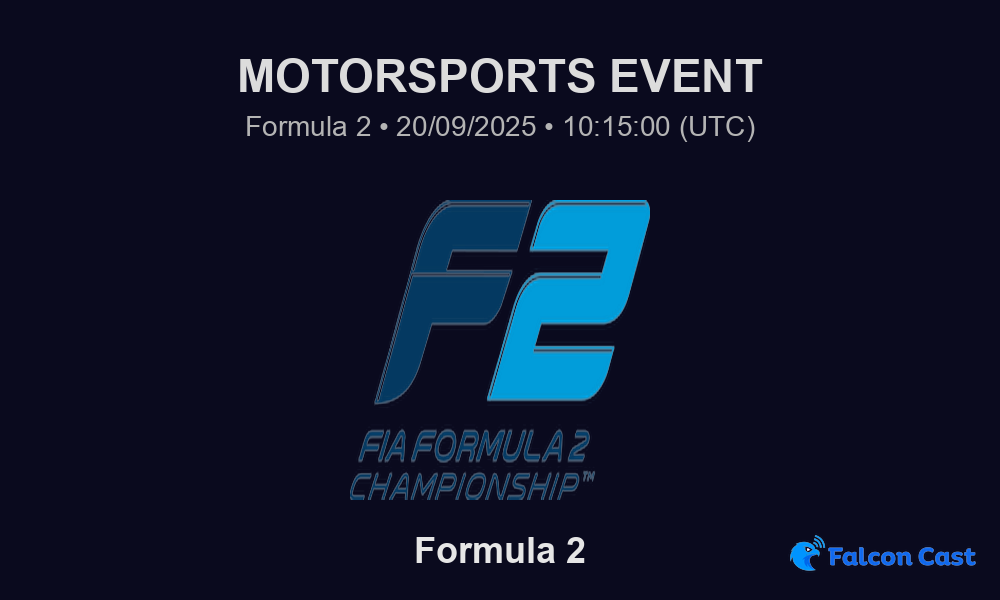 MOTORSPORTS EVENT
Formula 2 • 20/09/2025 • 10:15:00 (UTC)
F2
FIA FORMULA 2
CHAMPIONSHIP™
Formula 2
Falcon Cast